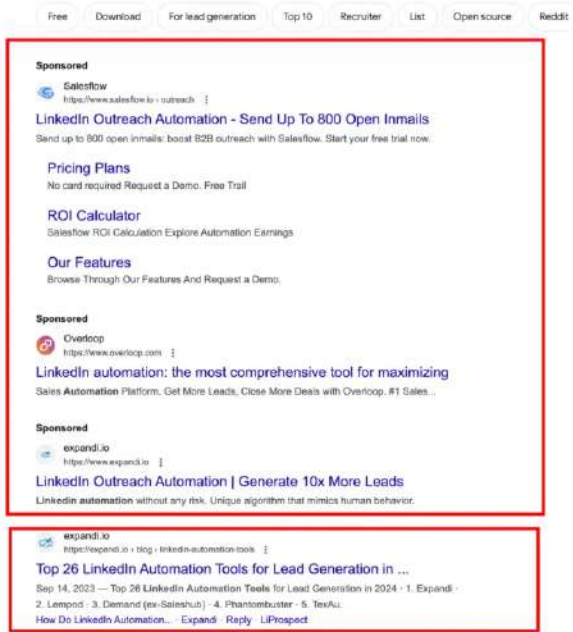 Free Download For lead generation Top 10 Recruiter List Open source Reddit
Sponsored
Salesflow
https://www.salesflow.io › outreach
LinkedIn Outreach Automation - Send Up To 800 Open Inmails
Send up to 800 open inmails: boost B2B outreach with Salesflow. Start your free trial now.
Pricing Plans
No card required Request a Demo. Free Trail
ROI Calculator
Salesflow ROI Calculation Explore Automation Earnings
Our Features
Browse Through Our Features And Request a Demo.
Sponsored
Overloop
https://www.overloop.com
LinkedIn automation: the most comprehensive tool for maximizing
Sales Automation Platform. Get More Leads, Close More Deals with Overloop. #1 Sales...
Sponsored
expandi.io
https://www.expandi.io
LinkedIn Outreach Automation | Generate 10x More Leads
Linkedin automation without any risk. Unique algorithm that mimics human behavior.
expandi.io
https://expandi.io › blog › linkedin-automation-tools
Top 26 LinkedIn Automation Tools for Lead Generation in ...
Sep 14, 2023 — Top 26 LinkedIn Automation Tools for Lead Generation in 2024 · 1. Expandi ·
2. Lempod · 3. Demand (ex-Saleshub) · 4. Phantombuster · 5. TexAu.
How Do LinkedIn Automation... · Expandi · Reply · LiProspect